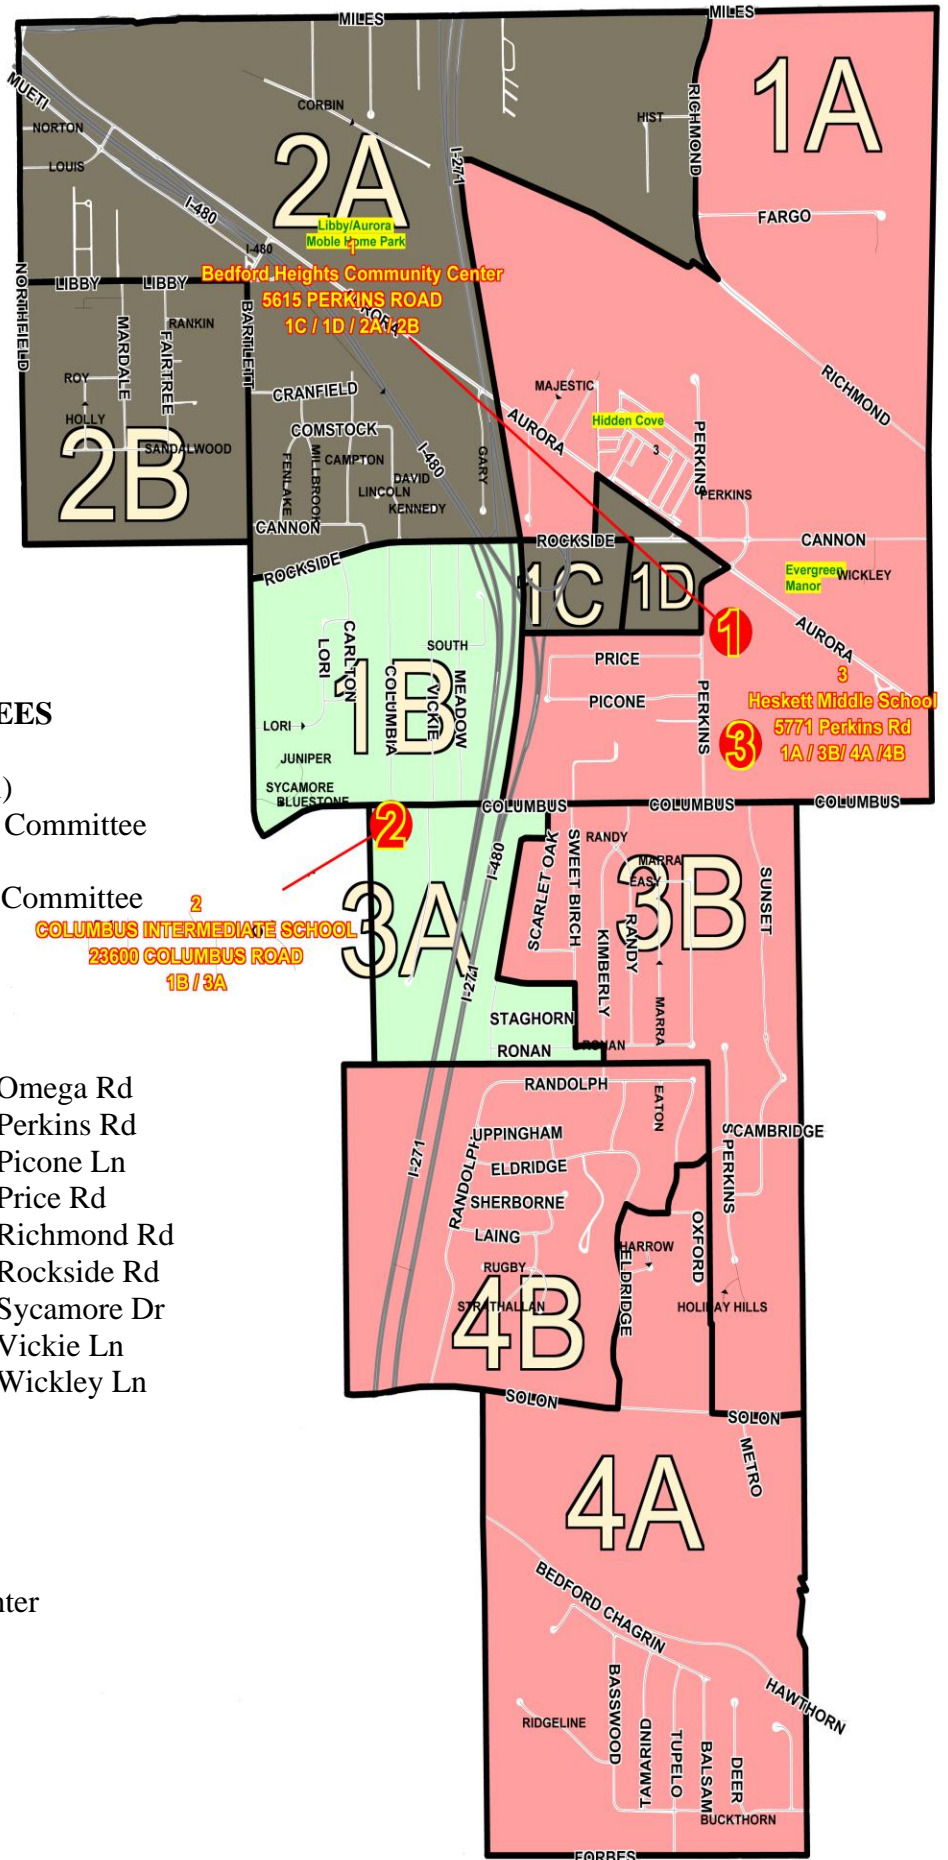 MILES
MILES
1A
RICHMOND
HIST
CORBIN
MUETI
NORTON
LOUIS
2A
I-271
I-480
FARGO
Libby/Aurora
Moble Home Park
I-480
1
Bedford Heights Community Center
5615 PERKINS ROAD
1C / 1D / 2A / 2B
NORTHFIELD
LIBBY
LIBBY
BARTLETT
AURORA
MARDALE
FAIRTREE
RANKIN
ROY
HOLLY
SANDALWOOD
2B
CRANFIELD
COMSTOCK
FENLAKE
MILLBROOK
CAMPTON
DAVID
LINCOLN
KENNEDY
CANNON
I-480
GARY
MAJESTIC
AURORA
Hidden Cove
3
PERKINS
PERKINS
RICHMOND
ROCKSIDE
ROCKSIDE
CANNON
1C
1D
Evergreen
Manor
WICKLEY
1
AURORA
CARLTON
LORI
SOUTH
1B
COLUMBIA
VICKIE
MEADOW
LORI
JUNIPER
SYCAMORE
BLUESTONE
PRICE
PICONE
PERKINS
3
3
Heskett Middle School
5771 Perkins Rd
1A / 3B/ 4A /4B
EES
)
Committee
Committee
COLUMBUS
COLUMBUS
COLUMBUS
2
2
COLUMBUS INTERMEDIATE SCHOOL
23600 COLUMBUS ROAD
1B / 3A
3A
I-480
I-271
SCARLET OAK
SWEET BIRCH
RANDY
MARRA
EASY
3B
KIMBERLY
RANDY
MARRA
SUNSET
STAGHORN
RONAN
RONAN
Omega Rd
Perkins Rd
Picone Ln
Price Rd
Richmond Rd
Rockside Rd
Sycamore Dr
Vickie Ln
Wickley Ln
nter
RANDOLPH
EATON
I-271
RANDOLPH
UPPINGHAM
ELDRIDGE
SHERBORNE
LAING
RUGBY
STRATHALLAN
4B
ELDRIDGE
HARROW
OXFORD
S PERKINS
CAMBRIDGE
HOLIDAY HILLS
SOLON
SOLON
METRO
4A
BEDFORD CHAGRIN
HAWTHORN
RIDGELINE
BASSWOOD
TAMARIND
TUPELO
BALSAM
DEER
BUCKTHORN
FORBES